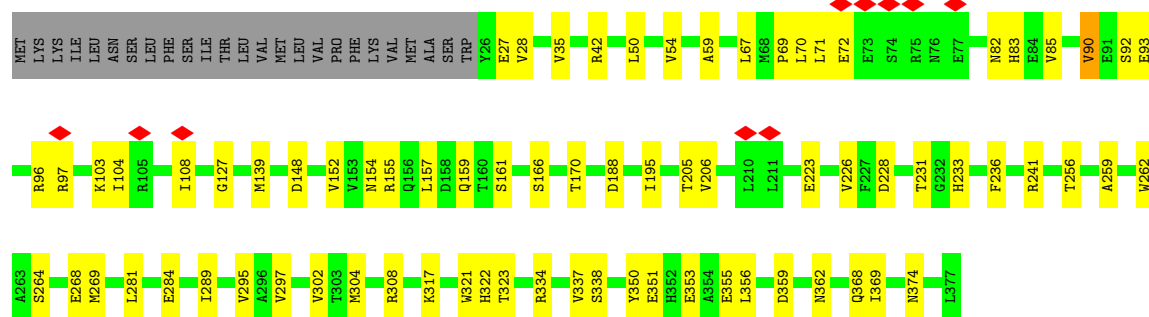 MET LYS LYS ILE LEU ASN SER LEU PHE SER ILE THR LEU VAL MET LEU VAL PRO PHE LYS VAL MET ALA SER TRP Y26 E27 V28 V35 R42 L50 V54 A59 L67 M68 P69 L70 L71 E72 E73 S74 R75 N76 E77 N82 H83 E84 V85 V90 E91 S92 E93
R96 R97 K103 I104 R105 I108 G127 M139 D148 V152 V153 N154 R155 Q156 L157 D158 Q159 T160 S161 S166 T170 D188 I195 T205 V206 L210 L211 E223 V226 F227 D228 T231 G232 H233 F236 R241 T256 A259 W262
A263 S264 E268 M269 L281 E284 I289 V295 A296 V297 V302 T303 M304 R308 K317 W321 H322 T323 R334 V337 S338 Y350 E351 H352 E353 A354 E355 L356 D359 N362 Q368 I369 N374 L377